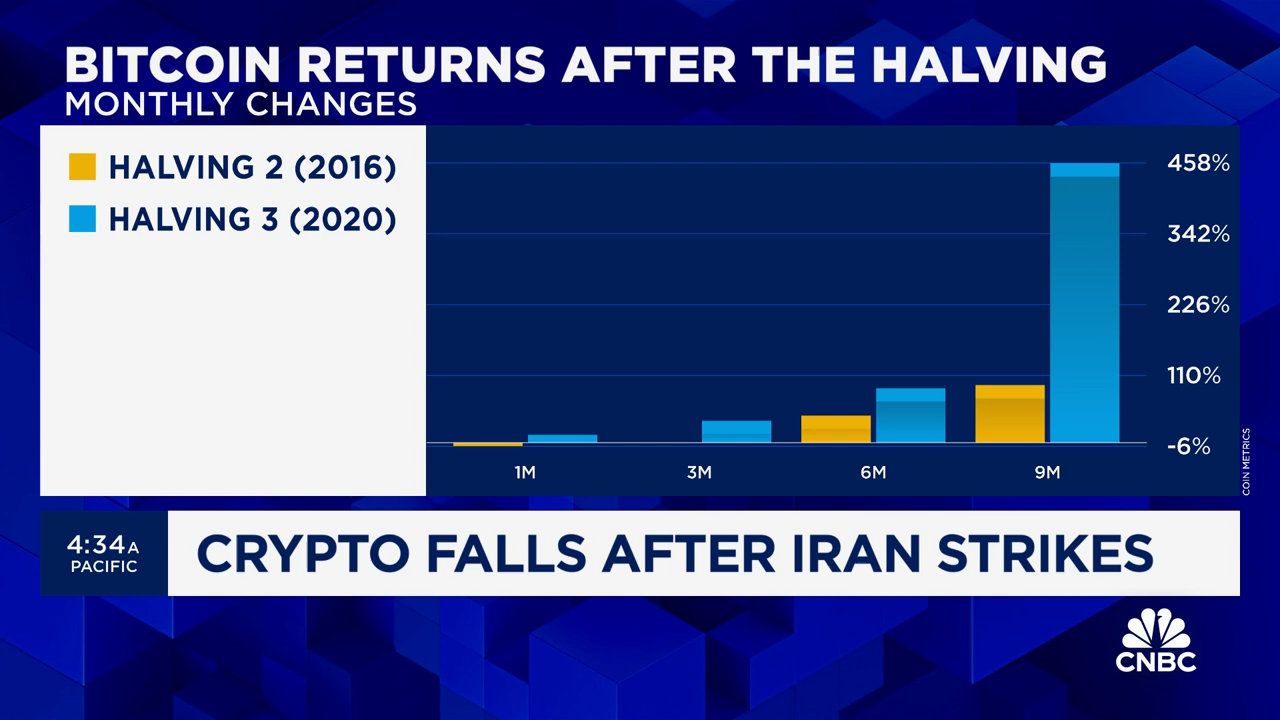 BITCOIN RETURNS AFTER THE HALVING
MONTHLY CHANGES
HALVING 2 (2016)
HALVING 3 (2020)
458%
342%
226%
110%
-6%
1M
3M
6M
9M
COIN METRICS
4:34A
PACIFIC
CRYPTO FALLS AFTER IRAN STRIKES
CNBC